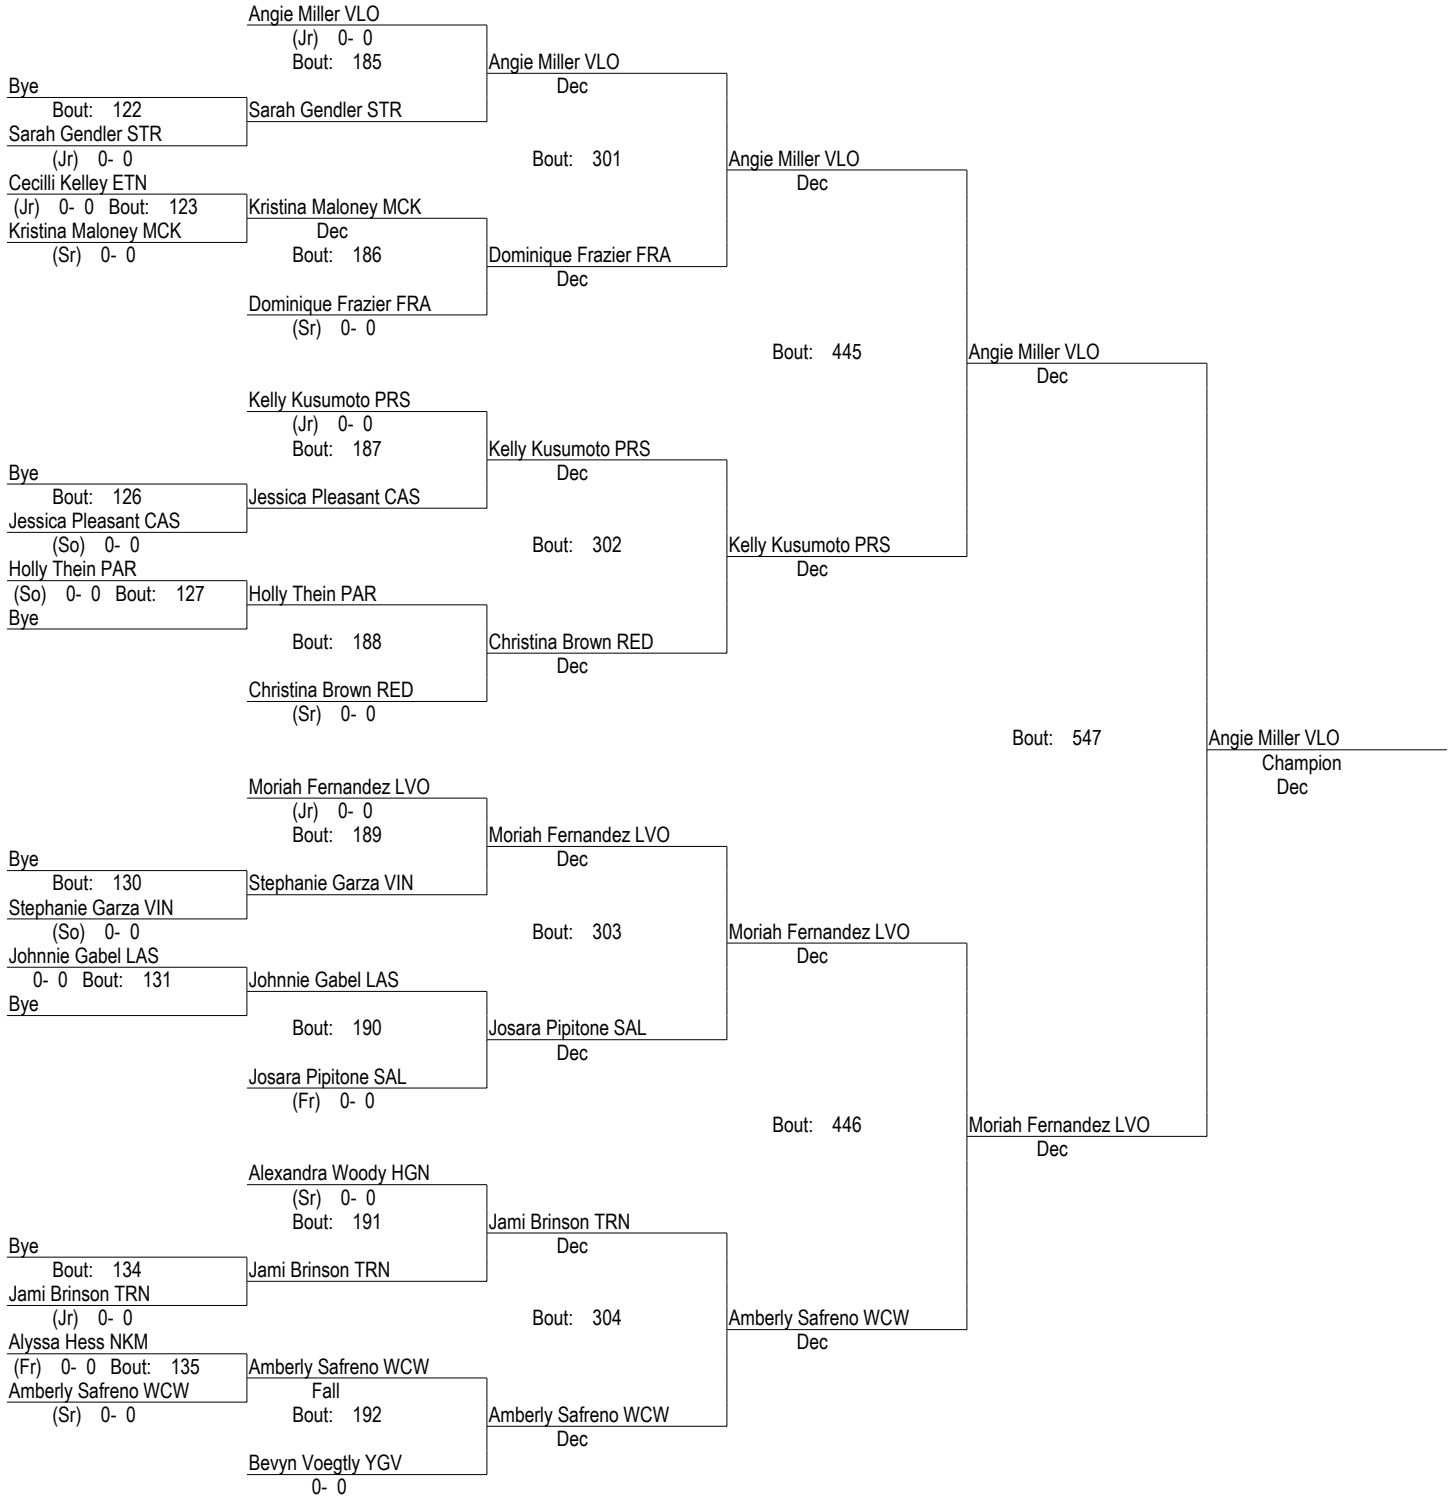 Angie Miller VLO
(Jr) 0- 0
Bout: 185
Angie Miller VLO
Dec
Bye
Bout: 122
Sarah Gendler STR
Sarah Gendler STR
(Jr) 0- 0
Bout: 301
Angie Miller VLO
Dec
Cecilli Kelley ETN
(Jr) 0- 0 Bout: 123
Kristina Maloney MCK
Kristina Maloney MCK
Dec
(Sr) 0- 0
Bout: 186
Dominique Frazier FRA
Dec
Dominique Frazier FRA
(Sr) 0- 0
Bout: 445
Angie Miller VLO
Dec
Kelly Kusumoto PRS
(Jr) 0- 0
Bout: 187
Kelly Kusumoto PRS
Dec
Bye
Bout: 126
Jessica Pleasant CAS
Jessica Pleasant CAS
(So) 0- 0
Bout: 302
Kelly Kusumoto PRS
Dec
Holly Thein PAR
(So) 0- 0 Bout: 127
Holly Thein PAR
Bye
Bout: 188
Christina Brown RED
Dec
Christina Brown RED
(Sr) 0- 0
Bout: 547
Angie Miller VLO
Champion
Dec
Moriah Fernandez LVO
(Jr) 0- 0
Bout: 189
Moriah Fernandez LVO
Dec
Bye
Bout: 130
Stephanie Garza VIN
Stephanie Garza VIN
(So) 0- 0
Bout: 303
Moriah Fernandez LVO
Dec
Johnnie Gabel LAS
0- 0 Bout: 131
Johnnie Gabel LAS
Bye
Bout: 190
Josara Pipitone SAL
Dec
Josara Pipitone SAL
(Fr) 0- 0
Bout: 446
Moriah Fernandez LVO
Dec
Alexandra Woody HGN
(Sr) 0- 0
Bout: 191
Jami Brinson TRN
Dec
Bye
Bout: 134
Jami Brinson TRN
Jami Brinson TRN
(Jr) 0- 0
Bout: 304
Amberly Safreno WCW
Dec
Alyssa Hess NKM
(Fr) 0- 0 Bout: 135
Amberly Safreno WCW
Amberly Safreno WCW
Fall
(Sr) 0- 0
Bout: 192
Amberly Safreno WCW
Dec
Bevyn Voegtly YGV
0- 0